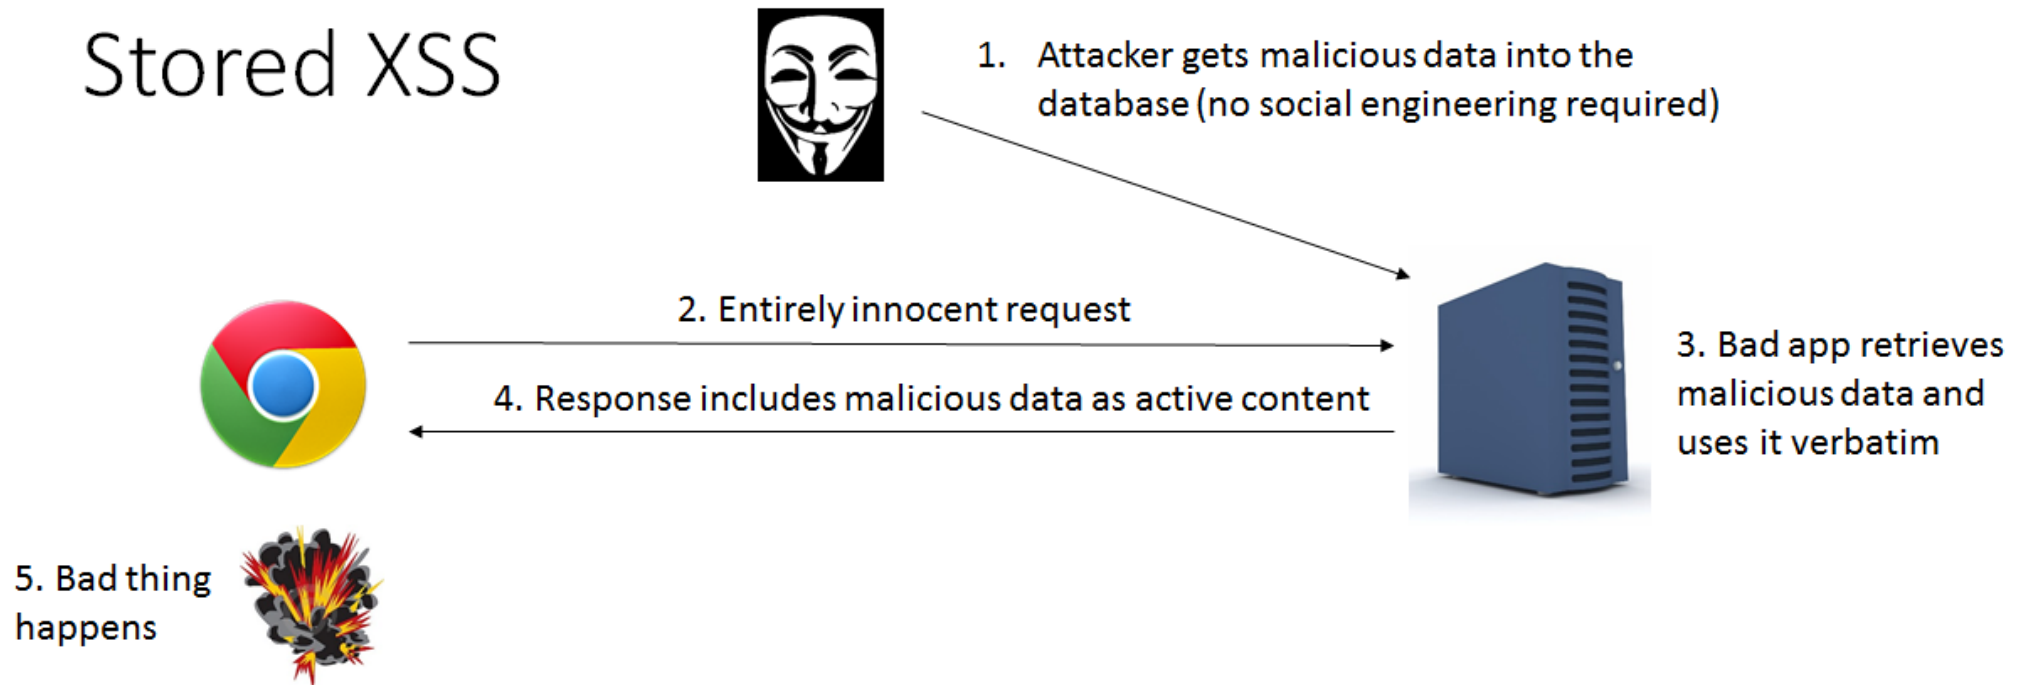 Stored XSS
1. Attacker gets malicious data into the
database (no social engineering required)
2. Entirely innocent request
3. Bad app retrieves
malicious data and
uses it verbatim
4. Response includes malicious data as active content
5. Bad thing
happens